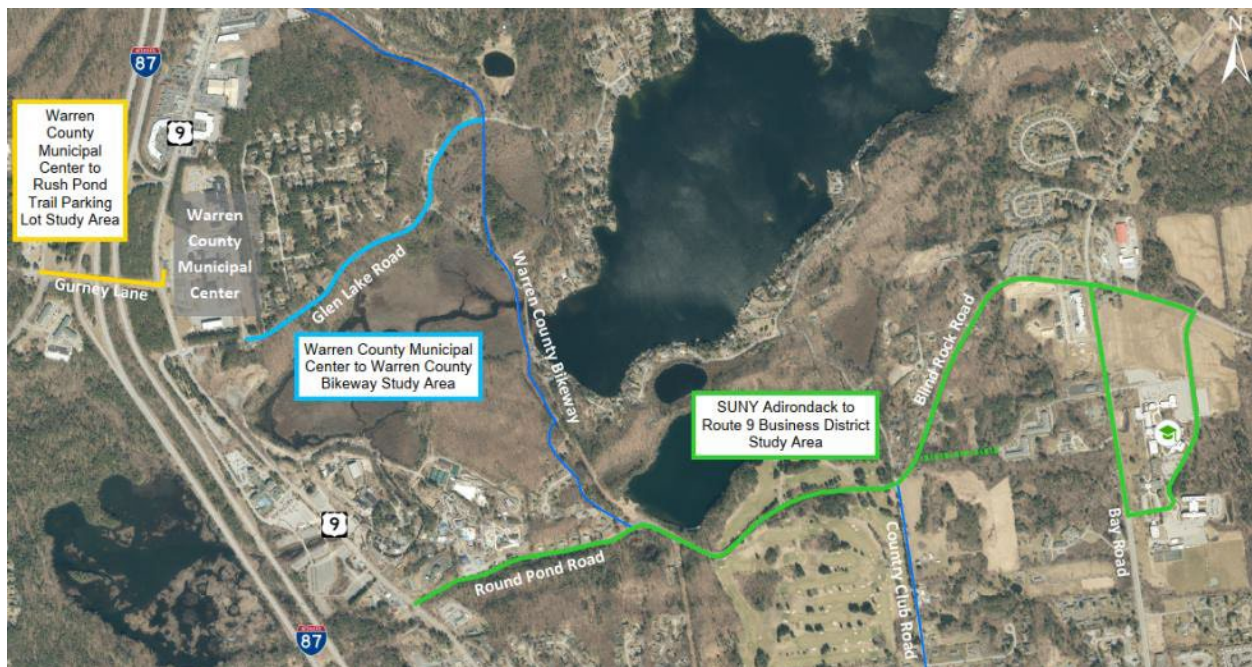 N
INTERSTATE
87
9
Warren
County
Municipal
Center to
Rush Pond
Trail Parking
Lot Study Area
Warren
County
Municipal
Center
Gurney Lane
Glen Lake Road
Warren County Bikeway
Warren County Municipal
Center to Warren County
Bikeway Study Area
Blind Rock Road
SUNY Adirondack to
Route 9 Business District
Study Area
9
Round Pond Road
Country Club Road
Bay Road
INTERSTATE
87